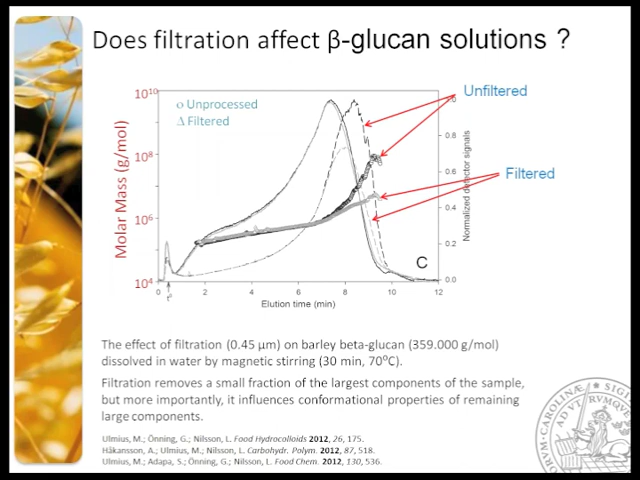 Does filtration affect β-glucan solutions ?
ο Unprocessed
Δ Filtered
Unfiltered
Filtered
Molar Mass (g/mol)
10¹⁰
10⁸
10⁶
10⁴
0.8
0.6
0.4
0.2
0.0
Normalized detector signals
C
0 2 4 6 8 10 12
t⁰
Elution time (min)
The effect of filtration (0.45 µm) on barley beta-glucan (359.000 g/mol)
dissolved in water by magnetic stirring (30 min, 70°C).
Filtration removes a small fraction of the largest components of the sample,
but more importantly, it influences conformational properties of remaining
large components.
Ulmius, M.; Önning, G.; Nilsson, L. Food Hydrocolloids 2012, 26, 175.
Håkansson, A.; Ulmius, M.; Nilsson, L. Carbohydr. Polym. 2012, 87, 518.
Ulmius, M.; Adapa, S.; Önning, G.; Nilsson, L. Food Chem. 2012, 130, 536.